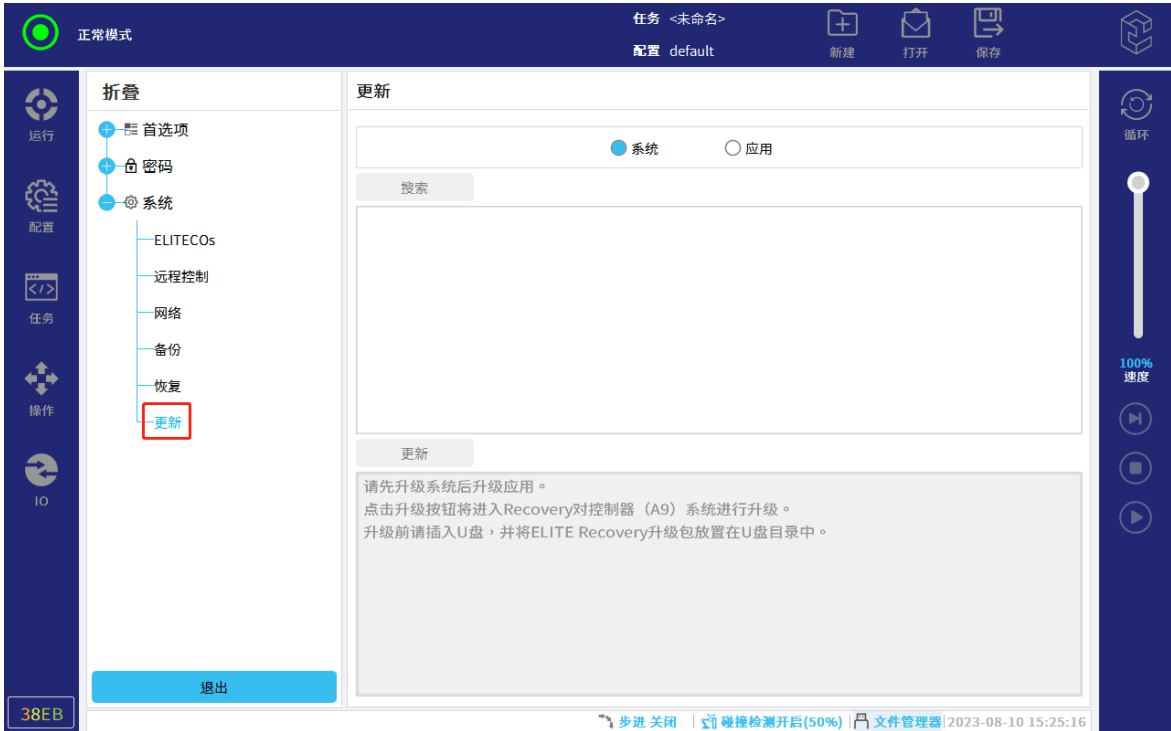 正常模式
任务 <未命名>
配置 default
新建
打开
保存
运行
配置
任务
操作
IO
38EB
折叠
首选项
密码
系统
ELITECOs
远程控制
网络
备份
恢复
更新
退出
更新
系统 应用
搜索
更新
请先升级系统后升级应用。
点击升级按钮将进入Recovery对控制器（A9）系统进行升级。
升级前请插入U盘，并将ELITE Recovery升级包放置在U盘目录中。
循环
100%
速度
步进 关闭 碰撞检测开启(50%) 文件管理器 2023-08-10 15:25:16